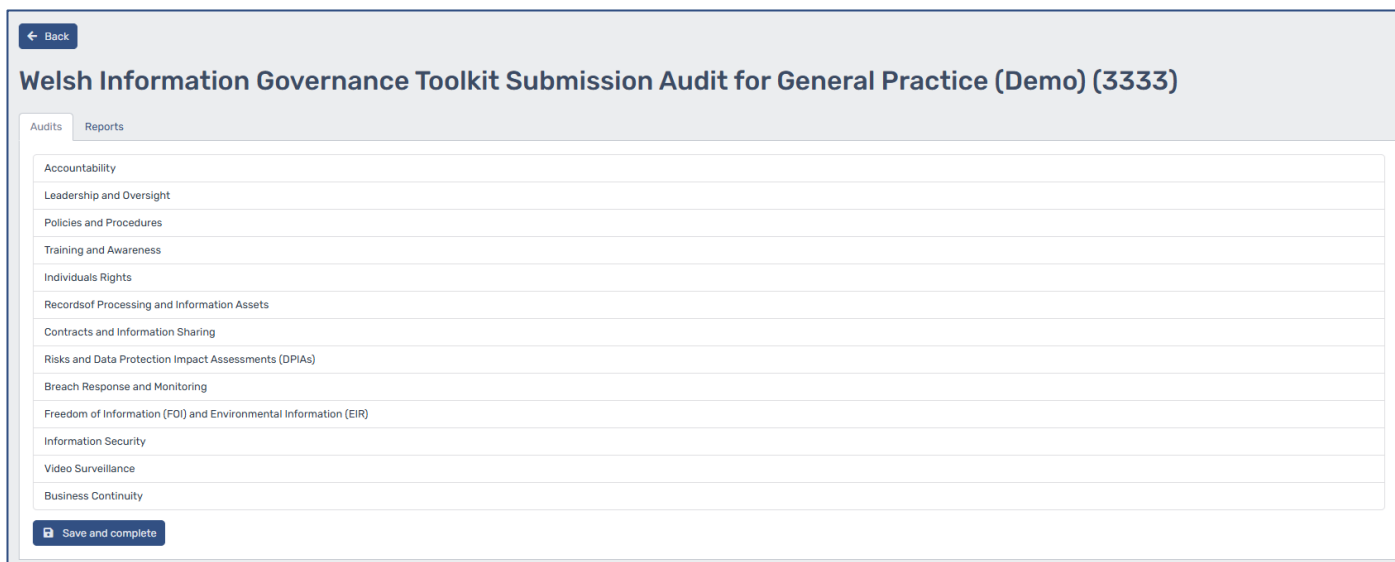 Back
Welsh Information Governance Toolkit Submission Audit for General Practice (Demo) (3333)
Audits Reports
Accountability
Leadership and Oversight
Policies and Procedures
Training and Awareness
Individuals Rights
Recordsof Processing and Information Assets
Contracts and Information Sharing
Risks and Data Protection Impact Assessments (DPIAs)
Breach Response and Monitoring
Freedom of Information (FOI) and Environmental Information (EIR)
Information Security
Video Surveillance
Business Continuity
Save and complete